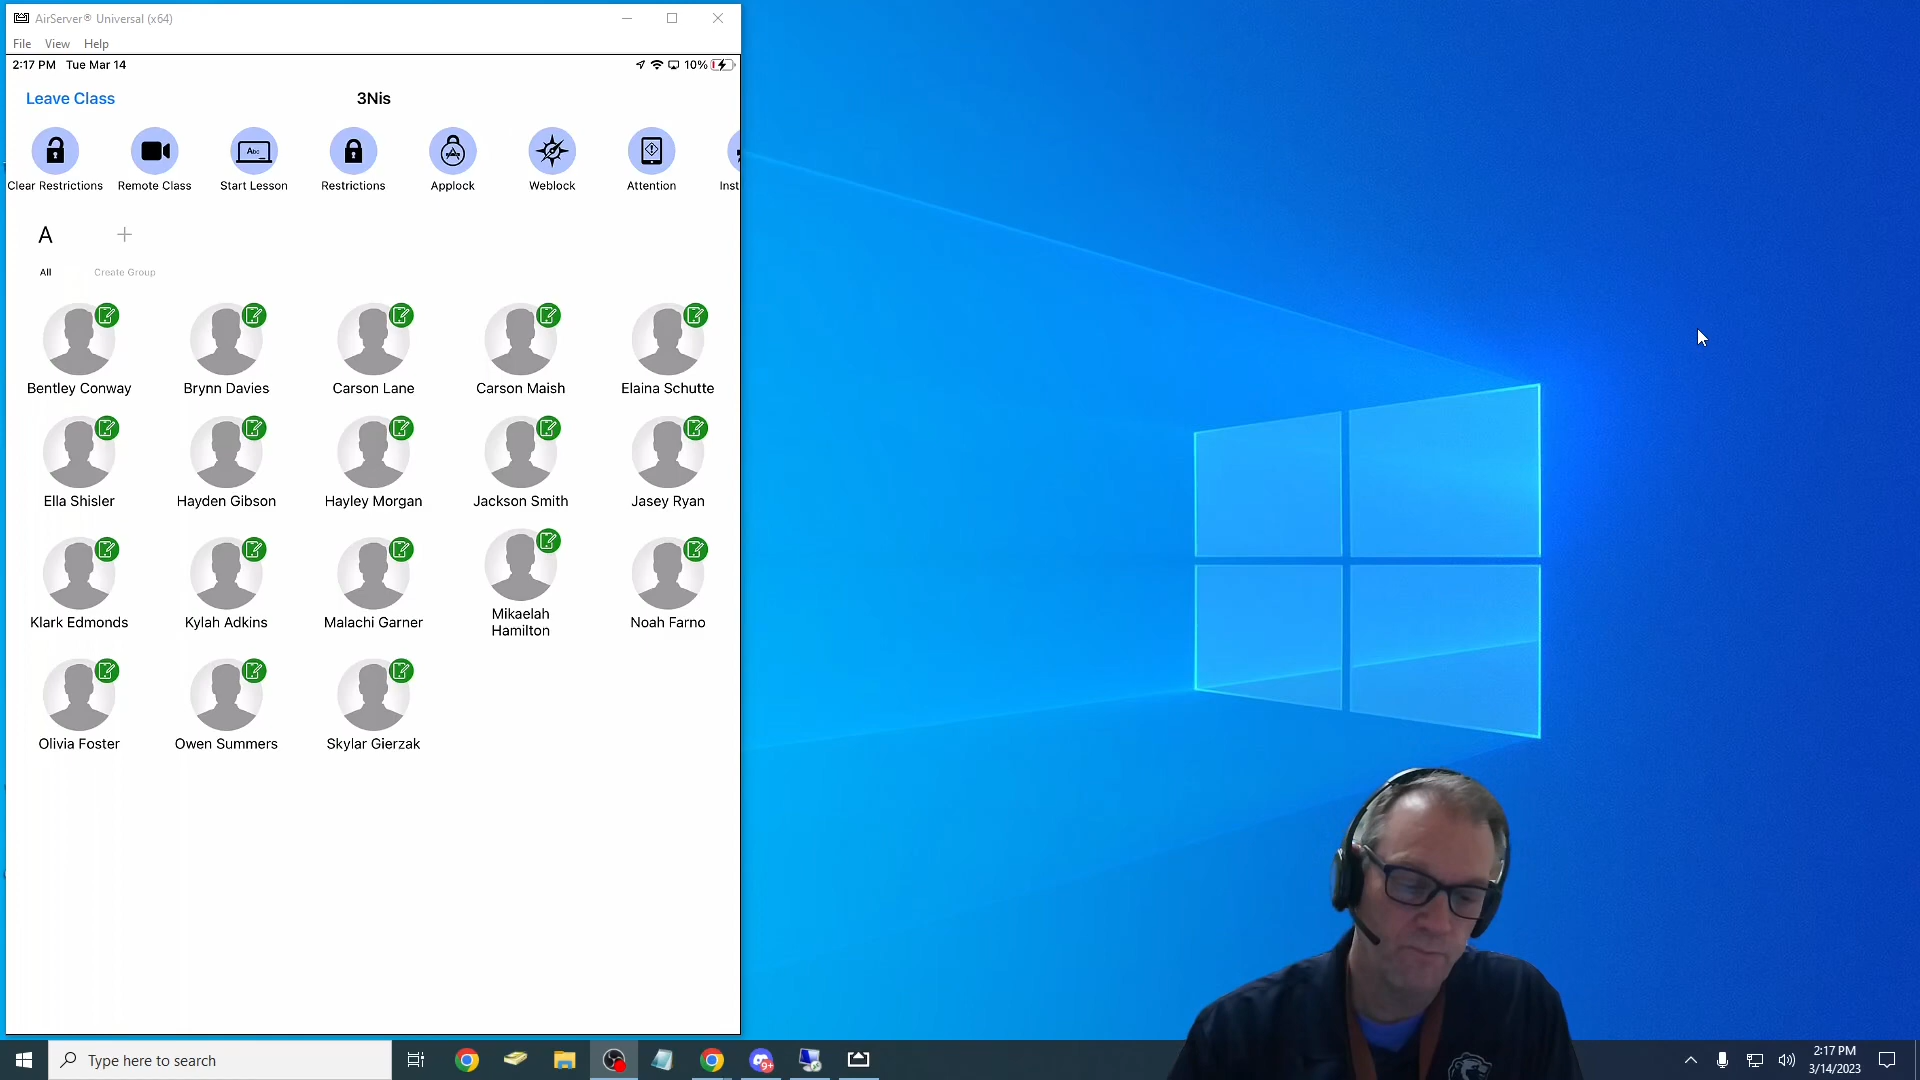 AirServer® Universal (x64)
File View Help
2:17 PM Tue Mar 14
10%
Leave Class
3Nis
Abc
Clear Restrictions Remote Class Start Lesson Restrictions Applock Weblock Attention Inst
A
All Create Group
Bentley Conway Brynn Davies Carson Lane Carson Maish Elaina Schutte
Ella Shisler Hayden Gibson Hayley Morgan Jackson Smith Jasey Ryan
Klark Edmonds Kylah Adkins Malachi Garner Mikaelah Hamilton Noah Farno
Olivia Foster Owen Summers Skylar Gierzak
Type here to search
9+
2:17 PM
3/14/2023